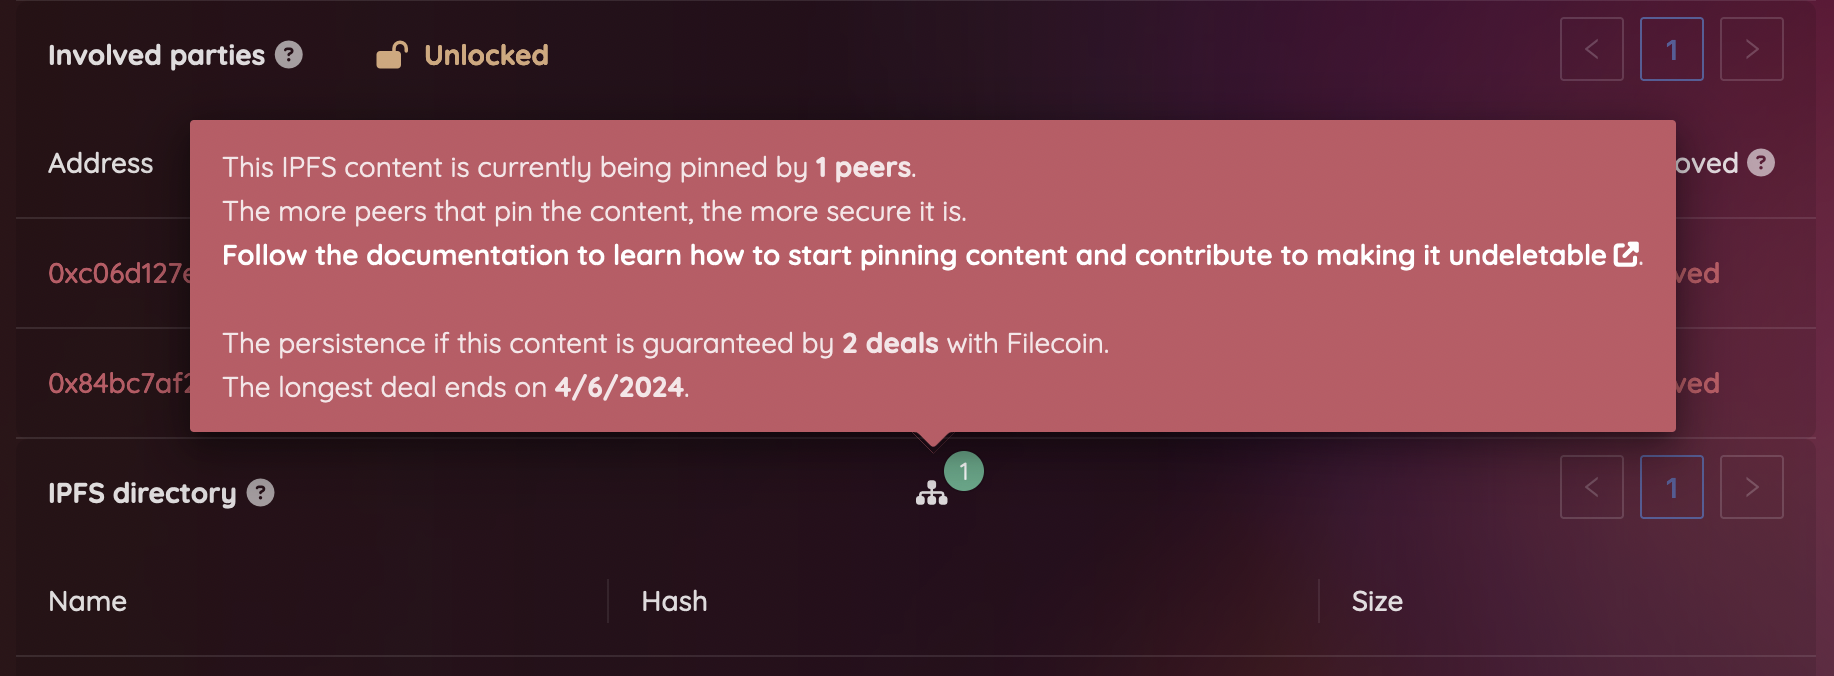 Involved parties ?
Unlocked
< 1 >
Address
This IPFS content is currently being pinned by 1 peers.
The more peers that pin the content, the more secure it is.
Follow the documentation to learn how to start pinning content and contribute to making it undeletable.
The persistence if this content is guaranteed by 2 deals with Filecoin.
The longest deal ends on 4/6/2024.
oved ?
0xc06d127e
ved
0x84bc7af2
ved
1
IPFS directory ?
< 1 >
Name
Hash
Size